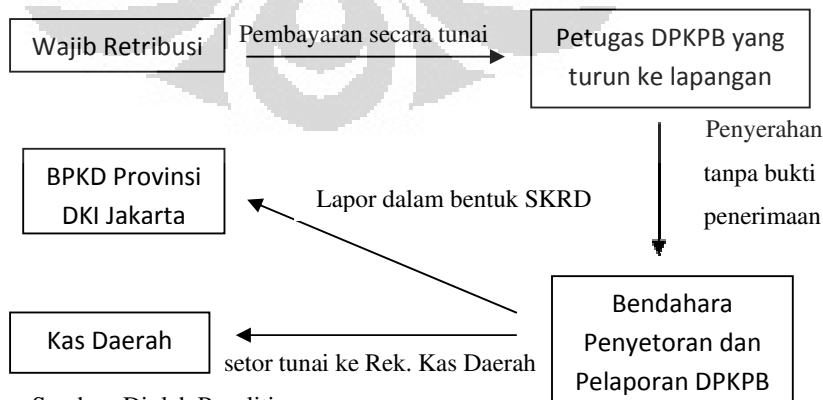 Wajib Retribusi
Pembayaran secara tunai
Petugas DPKPB yang
turun ke lapangan
Penyerahan
tanpa bukti
penerimaan
BPKD Provinsi
DKI Jakarta
Lapor dalam bentuk SKRD
Bendahara
Penyetoran dan
Pelaporan DPKPB
Kas Daerah
setor tunai ke Rek. Kas Daerah